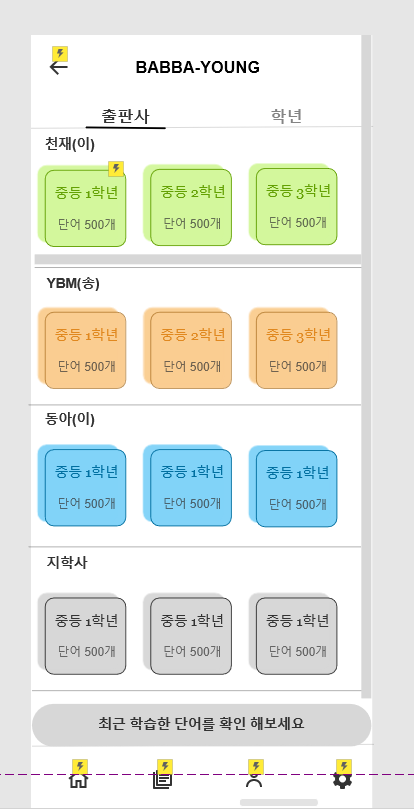 BABBA-YOUNG
출판사 학년
천재(이)
중등 1학년 중등 2학년 중등 3학년
단어 500개 단어 500개 단어 500개
YBM(송)
중등 1학년 중등 2학년 중등 3학년
단어 500개 단어 500개 단어 500개
동아(이)
중등 1학년 중등 1학년 중등 1학년
단어 500개 단어 500개 단어 500개
지학사
중등 1학년 중등 1학년 중등 1학년
단어 500개 단어 500개 단어 500개
최근 학습한 단어를 확인 해보세요